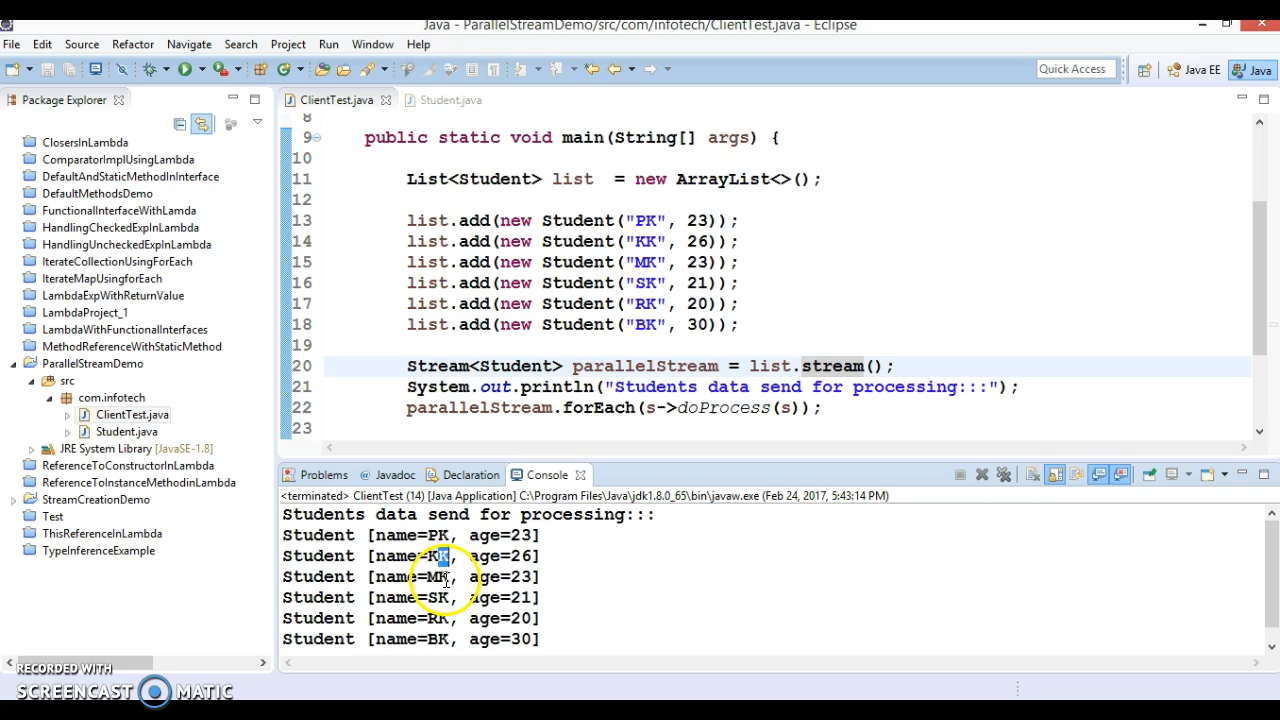 Java - ParallelStreamDemo/src/com/infotech/ClientTest.java - Eclipse
File Edit Source Refactor Navigate Search Project Run Window Help
Quick Access
Java EE
Java
Package Explorer
ClosersInLambda
ComparatorImplUsingLambda
DefaultAndStaticMethodInInterface
DefaultMethodsDemo
FunctionalInterfaceWithLamda
HandlingCheckedExpInLambda
HandlingUncheckedExpInLambda
IterateCollectionUsingForEach
IterateMapUsingforEach
LambdaExpWithReturnValue
LambdaProject_1
LambdaWithFunctionalInterfaces
MethodReferenceWithStaticMethod
ParallelStreamDemo
src
com.infotech
ClientTest.java
Student.java
JRE System Library [JavaSE-1.8]
ReferenceToConstructorInLambda
ReferenceToInstanceMethodinLambda
StreamCreationDemo
Test
ThisReferenceInLambda
TypeInferenceExample
ClientTest.java Student.java
8
9 public static void main(String[] args) {
10
11 List<Student> list  = new ArrayList<>();
12
13 list.add(new Student("PK", 23));
14 list.add(new Student("KK", 26));
15 list.add(new Student("MK", 23));
16 list.add(new Student("SK", 21));
17 list.add(new Student("RK", 20));
18 list.add(new Student("BK", 30));
19
20 Stream<Student> parallelStream = list.stream();
21 System.out.println("Students data send for processing:::");
22 parallelStream.forEach(s->doProcess(s));
23
Problems Javadoc Declaration Console
<terminated> ClientTest (14) [Java Application] C:\Program Files\Java\jdk1.8.0_65\bin\javaw.exe (Feb 24, 2017, 5:43:14 PM)
Students data send for processing:::
Student [name=PK, age=23]
Student [name=KK, age=26]
Student [name=MK, age=23]
Student [name=SK, age=21]
Student [name=RK, age=20]
Student [name=BK, age=30]
RECORDED WITH
SCREENCAST MATIC